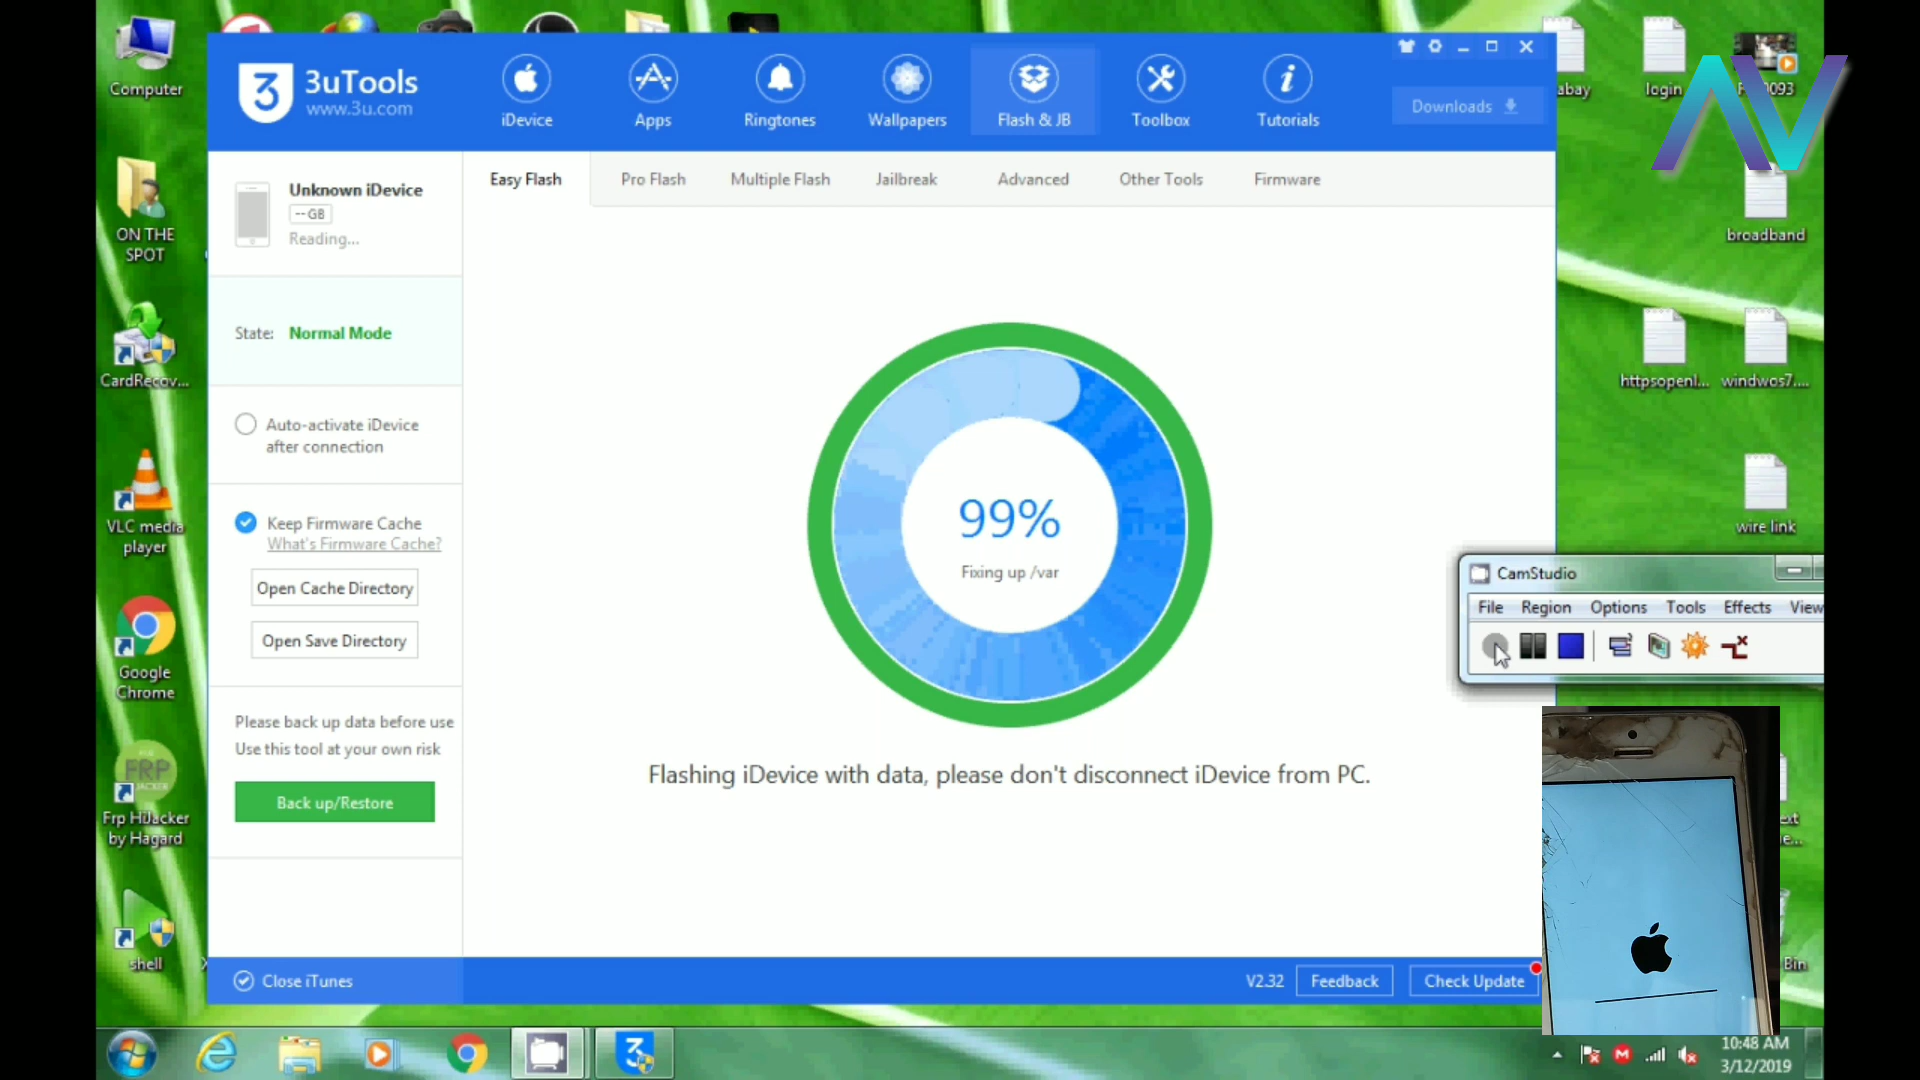 Computer
ON THE
SPOT
CardRecov...
VLC media
player
Google
Chrome
FRP
Frp HiJacker
by Hagard
shell
3
3uTools
www.3u.com
iDevice
Apps
Ringtones
Wallpapers
Flash & JB
Toolbox
Tutorials
Downloads
Unknown iDevice
-- GB
Reading...
State: Normal Mode
Auto-activate iDevice
after connection
Keep Firmware Cache
What's Firmware Cache?
Open Cache Directory
Open Save Directory
Please back up data before use
Use this tool at your own risk
Back up/Restore
Easy Flash
Pro Flash
Multiple Flash
Jailbreak
Advanced
Other Tools
Firmware
99%
Fixing up /var
Flashing iDevice with data, please don't disconnect iDevice from PC.
Close iTunes
V2.32
Feedback
Check Update
abay
login
0093
AV
broadband
httpsopenl...
windwos7....
wire link
CamStudio
File Region Options Tools Effects View
Bin
10:48 AM
3/12/2019